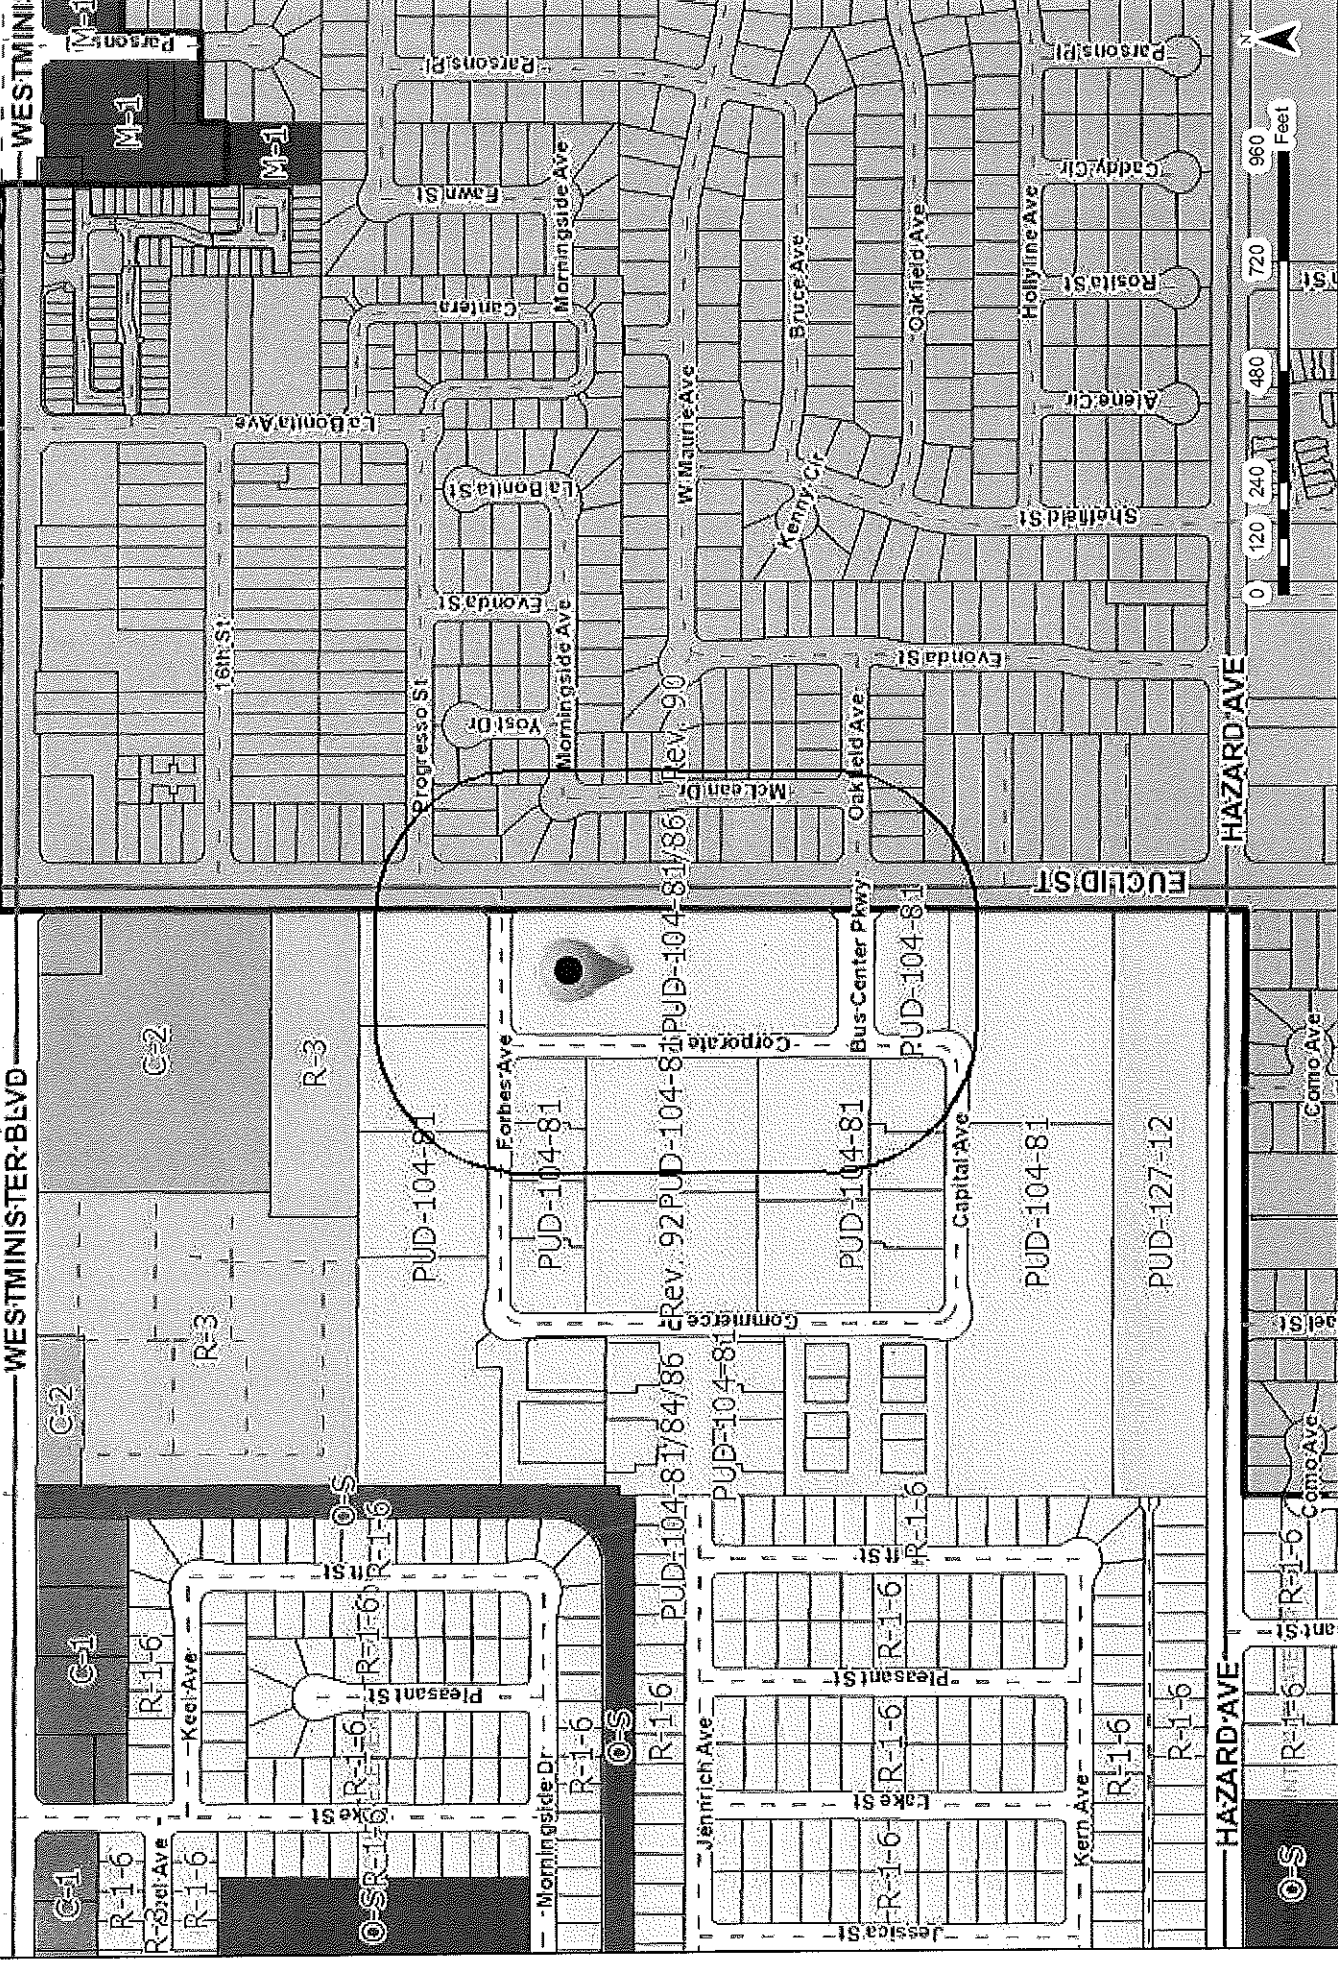 WESTMINISTER BLVD
C-1
C-1
C-2
C-2
M-1
M-1
M-1
R-1-6
R-1-6
R-1-6
Keel Ave
R-1-6
R-1-6
R-1-6
Pleasant St
Lake St
O-S
O-S
R-1-6
Morningside Dr
R-1-6
O-S
R-1-6
R-3
R-3
PUD-104-81
Forbes Ave
PUD-104-81
PUD-104-81/84/86
Rev. 92
PUD-104-81
PUD-104-81/86
Rev. 90
PUD-104-81
Commerce
Corporate
PUD-104-81
Bus Center Pkwy
PUD-104-81
Capital Ave
PUD-104-81
PUD-127-12
Jennrich Ave
R-1-6
R-1-6
R-1-6
R-1-6
Pleasant St
Lake St
Jessica St
Kern Ave
R-1-6
R-1-6
HAZARD AVE
HAZARD AVE
O-S
R-1-6
R-1-6
Como Ave
Como Ave
EUCLID ST
16th St
La Bonita Ave
Progresso St
Yost Dr
Evonda St
La Bonita St
Morningside Ave
Cantera
Fawn St
Morningside Ave
Parsons Pl
Parsons
McLean Dr
W Maurie Ave
Oakfield Ave
Evonda St
Kenny Cir
Bruce Ave
Oakfield Ave
Sheffield St
Hollyline Ave
Alene Cir
Rosita St
Caddy Cir
Parsons Pl
N
0 120 240 480 720 960
Feet